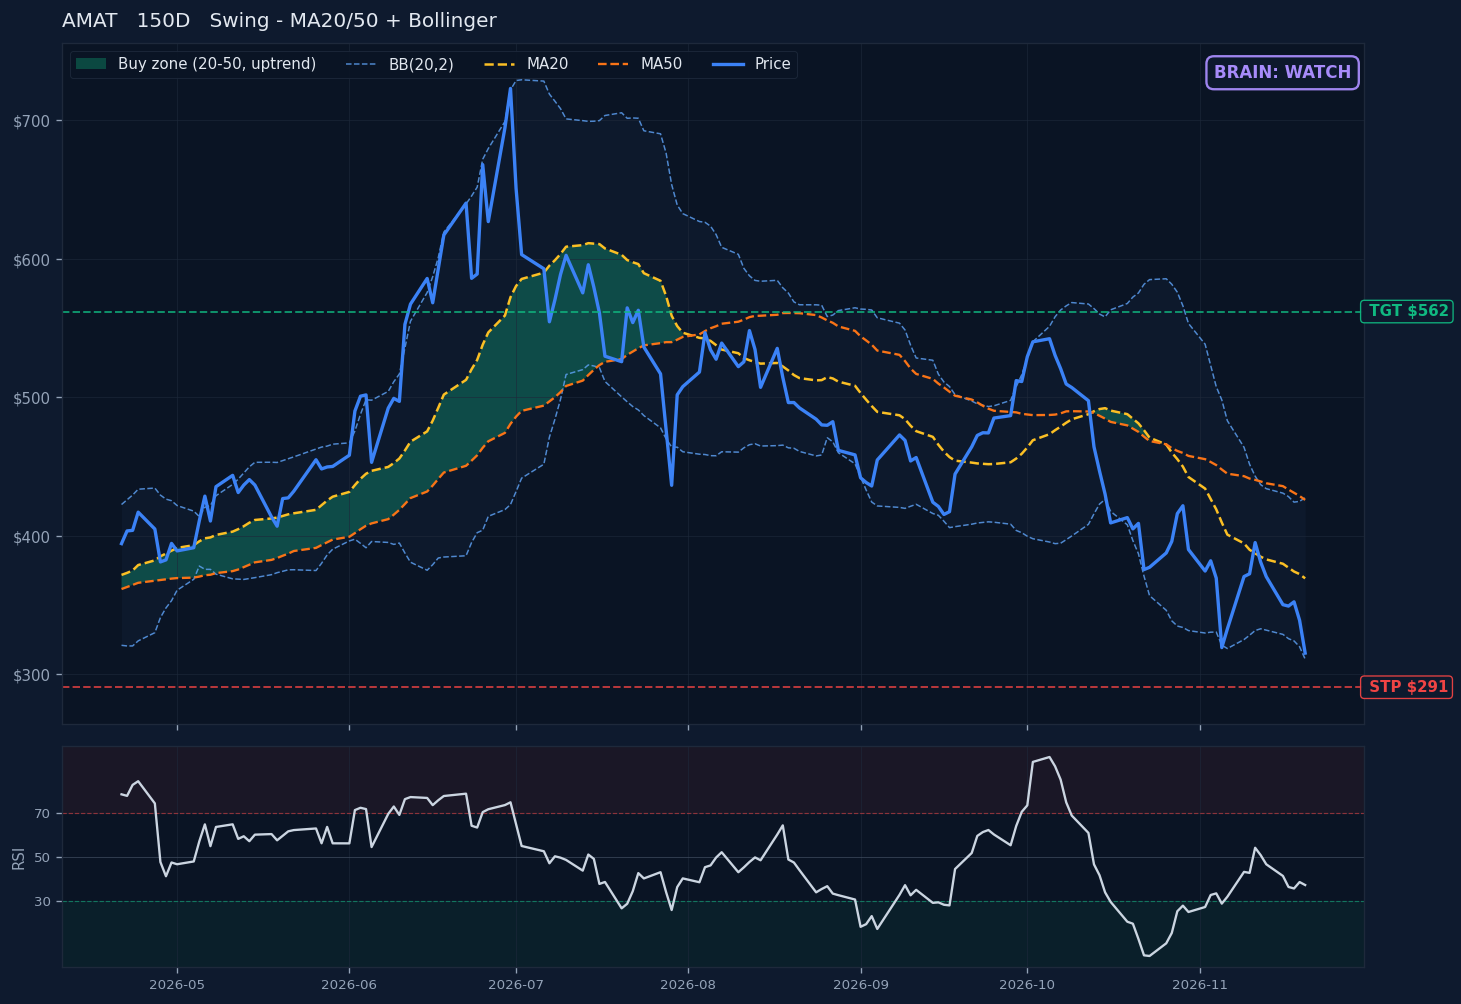 AMAT   150D   Swing - MA20/50 + Bollinger
Buy zone (20-50, uptrend)   BB(20,2)   MA20   MA50   Price
BRAIN: WATCH
$700
$600
TGT $562
$500
$400
$300
STP $291
70
50
30
RSI
2026-05   2026-06   2026-07   2026-08   2026-09   2026-10   2026-11